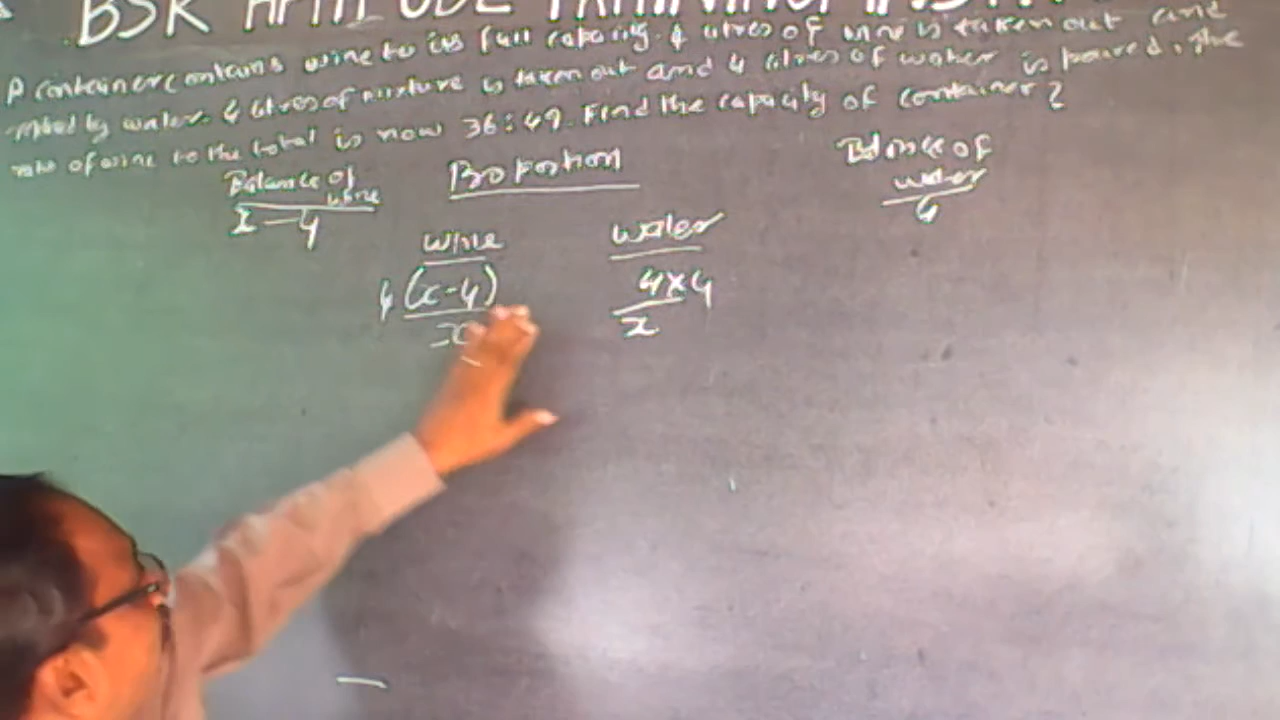 BSK APTITUDE TRAINING INST
A container contains wine to its full capacity. 4 litres of wine is taken out and
by water. 4 litres of mixture is taken out and 4 litres of water is poured, the
ratio of wine to the total is now 36:49. Find the capacity of container?
Balance of wine
x-4
Proportion
Balance of water
4
wine
water
4(x-4)
x
4x4
x